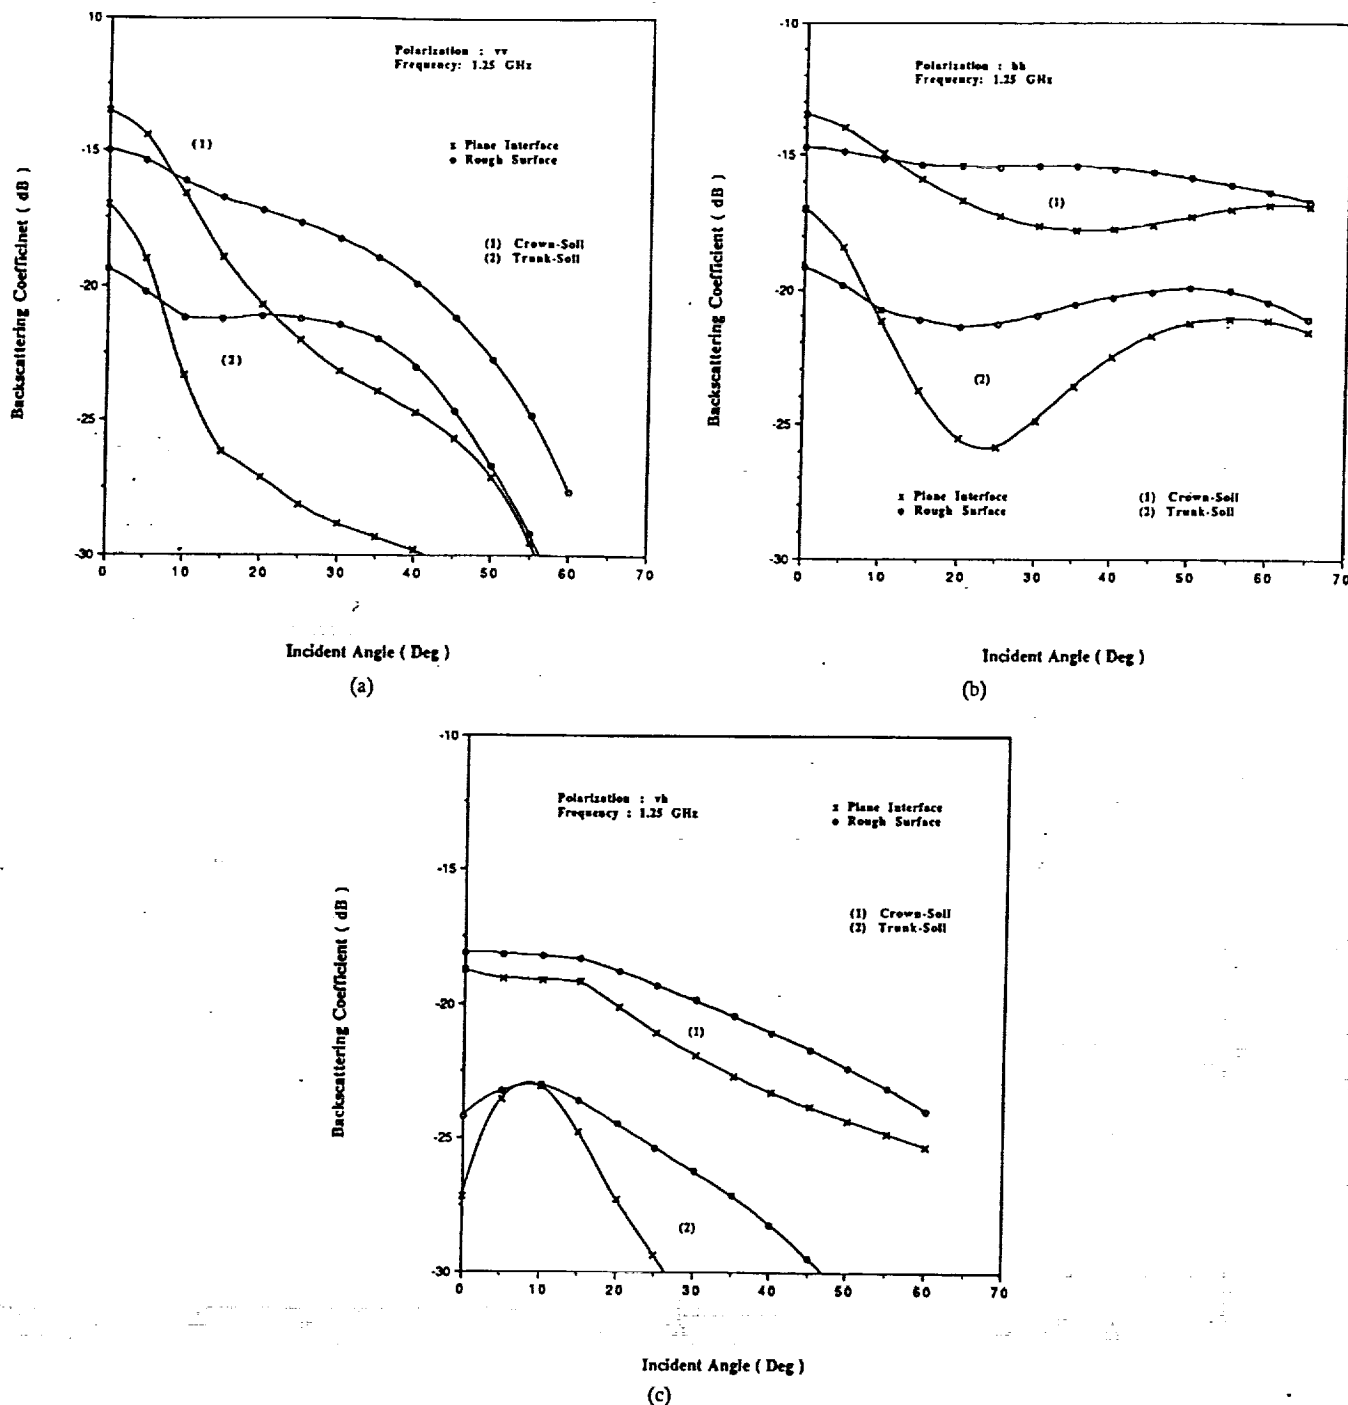 10
Polarization : vv
Frequency: 1.25 GHz
-15
(1)
x Plane Interface
● Rough Surface
(1) Crown-Soil
(2) Trunk-Soil
-20
(2)
-25
-30
0 10 20 30 40 50 60 70
Backscattering Coefficinet ( dB )
Incident Angle ( Deg )
(a)
-10
Polarization : hh
Frequency: 1.25 GHz
-15
(1)
-20
(2)
-25
x Plane Interface
● Rough Surface
(1) Crown-Soil
(2) Trunk-Soil
-30
0 10 20 30 40 50 60 70
Backscattering Coefficient ( dB )
Incident Angle ( Deg )
(b)
-10
Polarization : vh
Frequency : 1.25 GHz
x Plane Interface
● Rough Surface
-15
(1) Crown-Soil
(2) Trunk-Soil
-20
(1)
-25
(2)
-30
0 10 20 30 40 50 60 70
Backscattering Coefficient ( dB )
Incident Angle ( Deg )
(c)